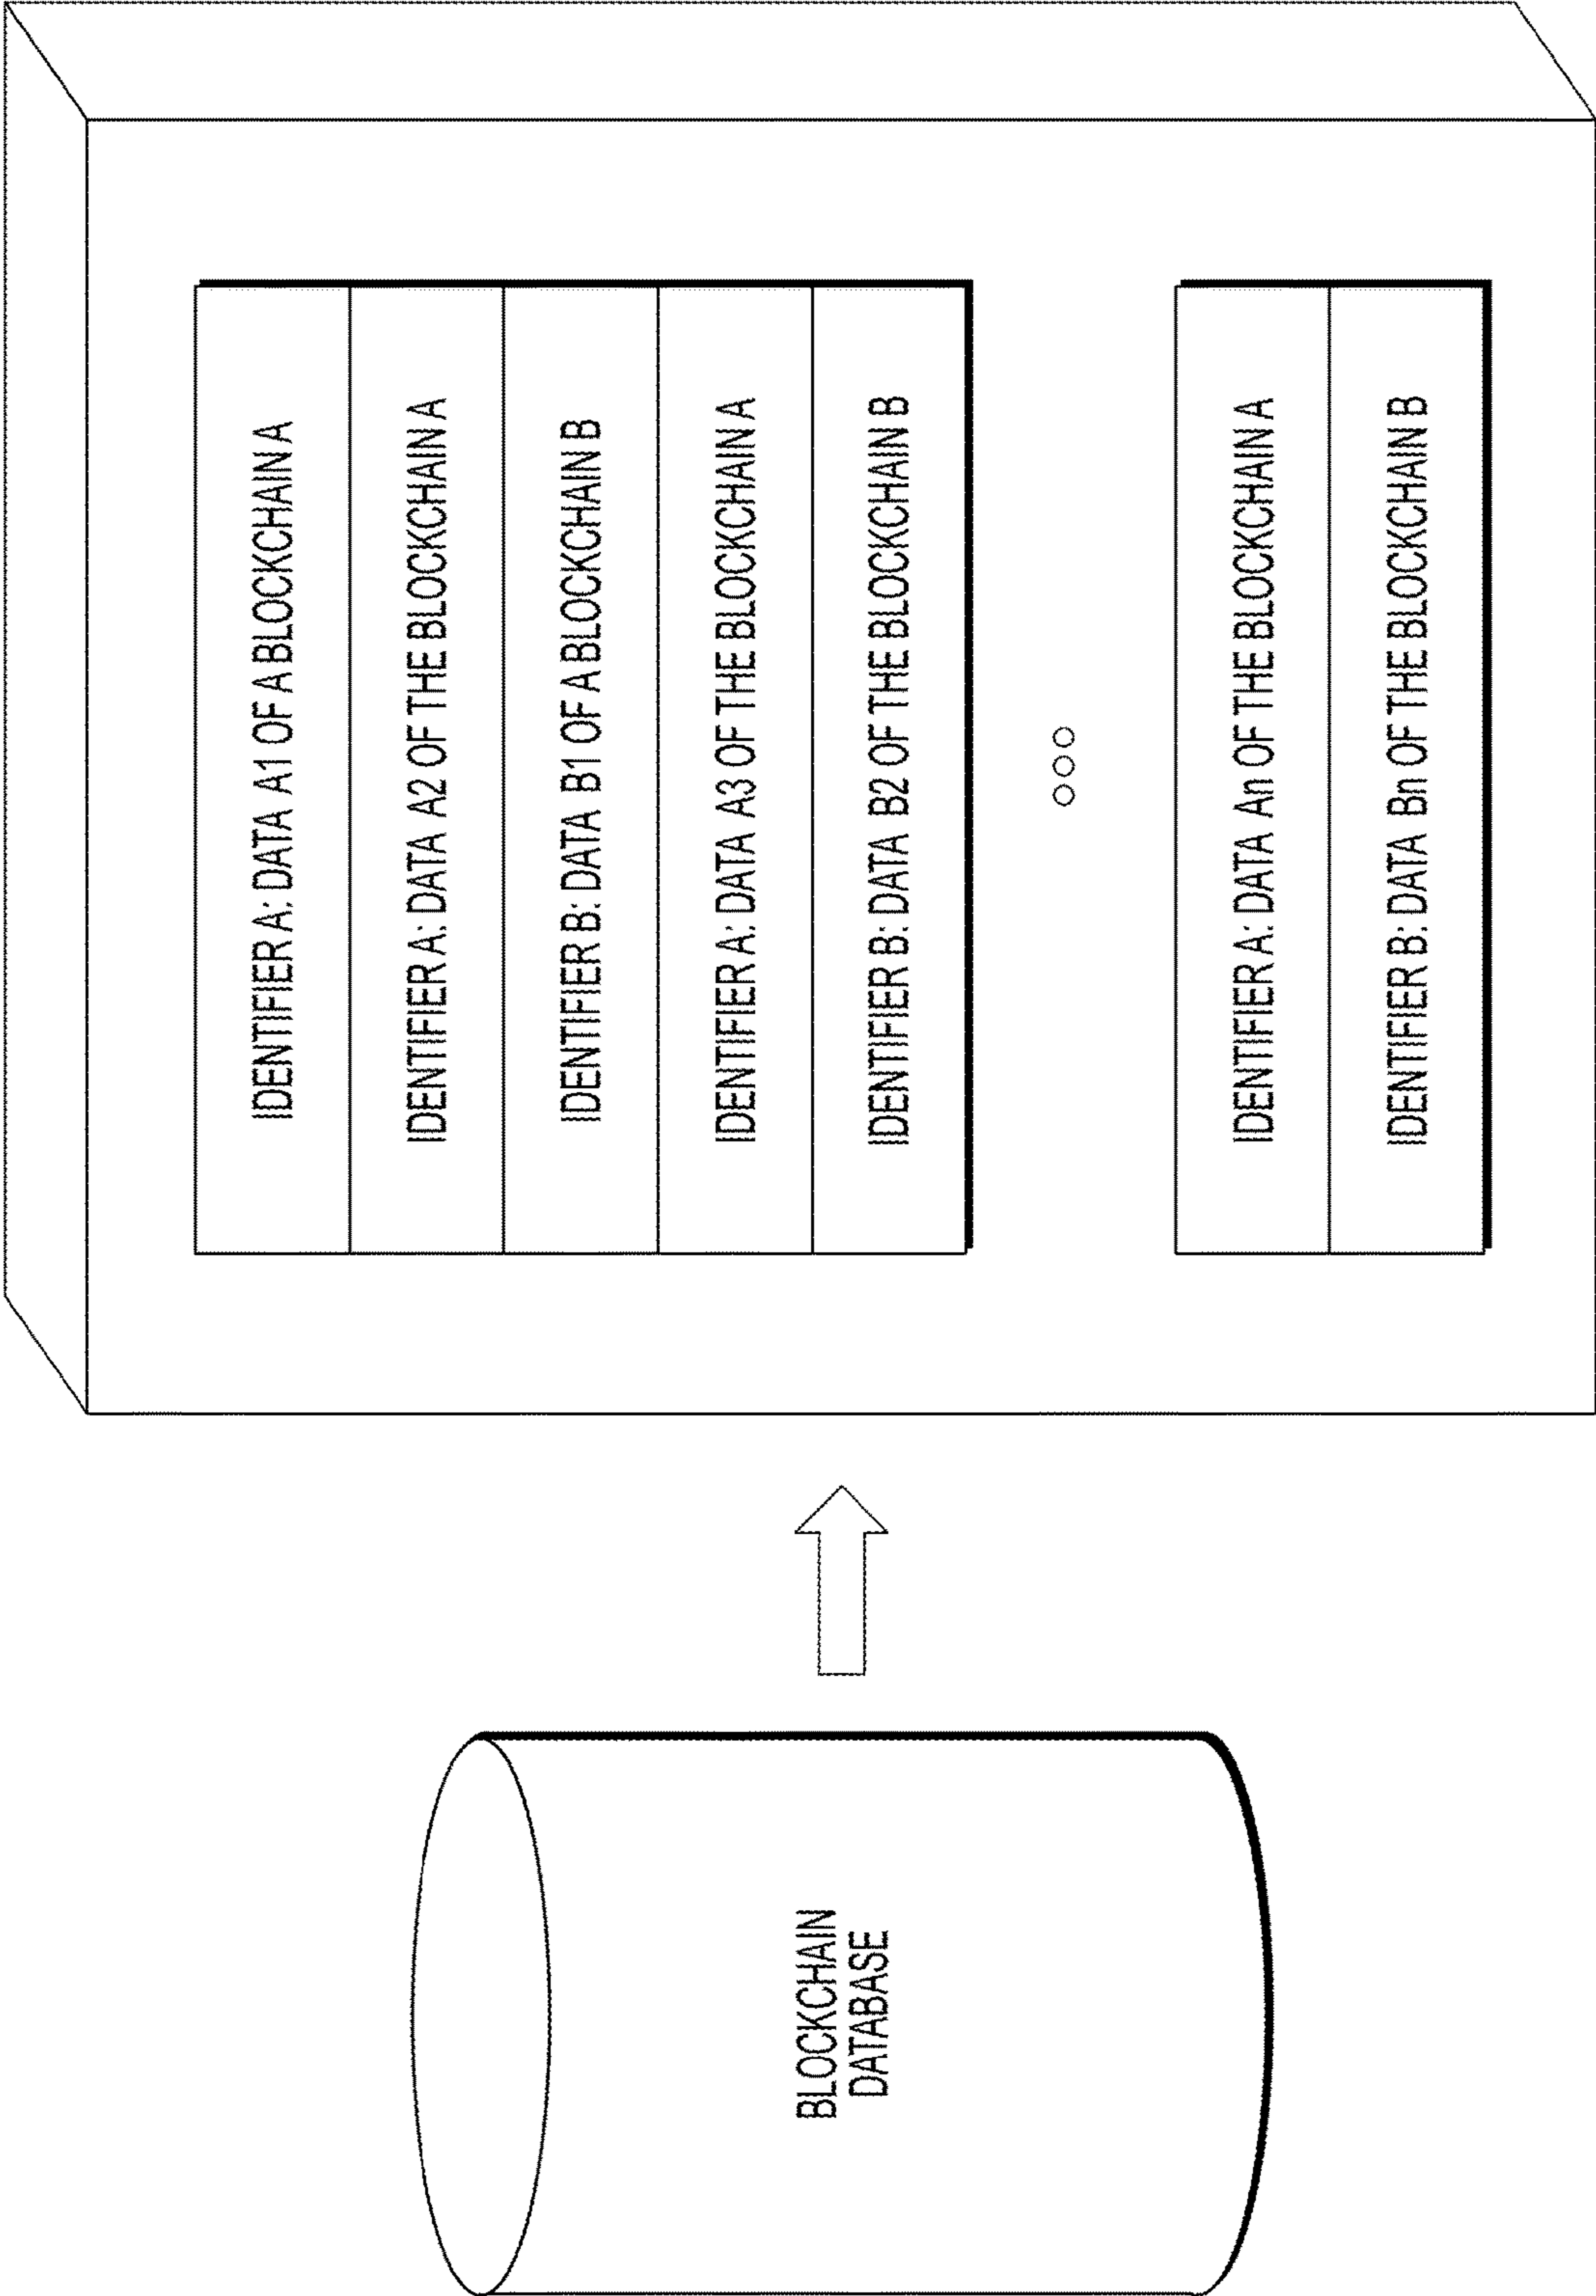 BLOCKCHAIN
DATABASE
IDENTIFIER A: DATA A1 OF A BLOCKCHAIN A
IDENTIFIER A: DATA A2 OF THE BLOCKCHAIN A
IDENTIFIER B: DATA B1 OF A BLOCKCHAIN B
IDENTIFIER A: DATA A3 OF THE BLOCKCHAIN A
IDENTIFIER B: DATA B2 OF THE BLOCKCHAIN B
IDENTIFIER A: DATA An OF THE BLOCKCHAIN A
IDENTIFIER B: DATA Bn OF THE BLOCKCHAIN B